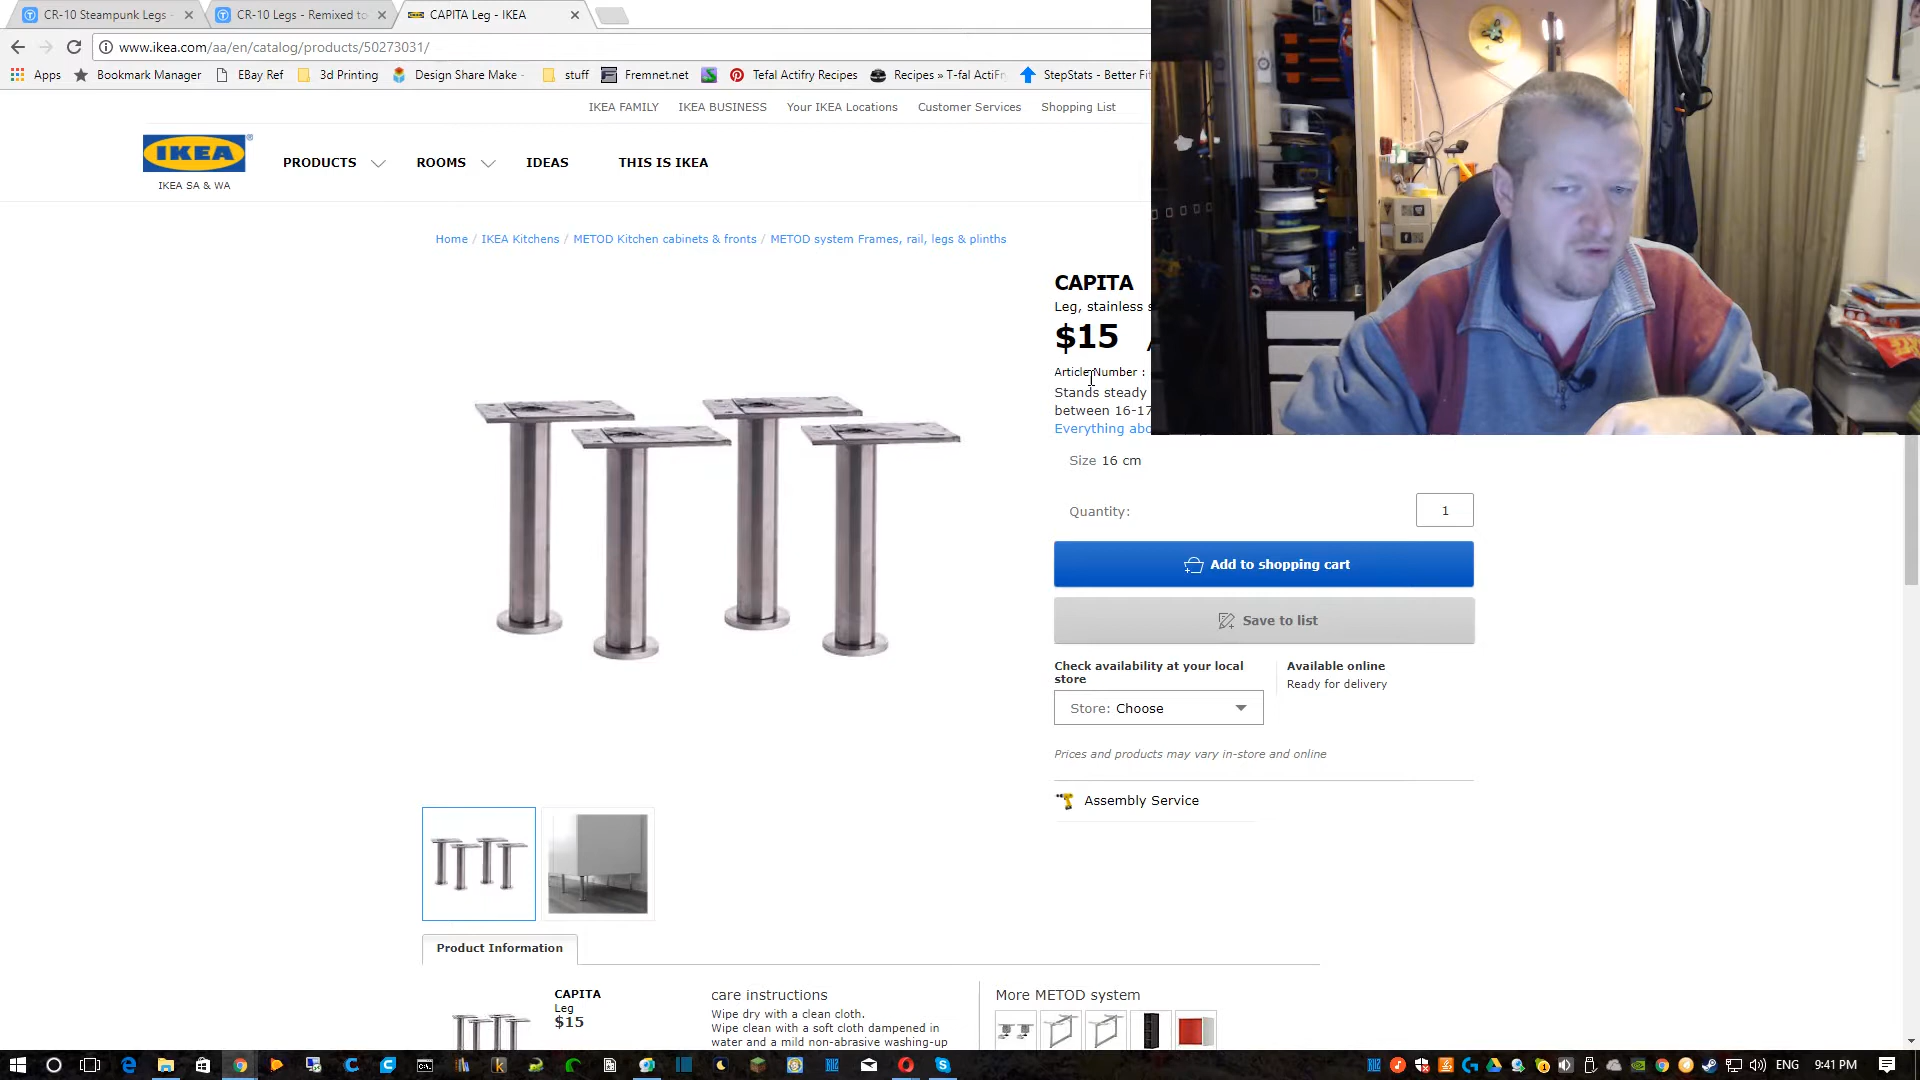 CR-10 Steampunk Legs -
CR-10 Legs - Remixed to
CAPITA Leg - IKEA
www.ikea.com/aa/en/catalog/products/50273031/
Apps
Bookmark Manager
EBay Ref
3d Printing
Design Share Make -
stuff
Fremnet.net
Tefal Actifry Recipes
Recipes » T-fal ActiFr
StepStats - Better Fit
IKEA FAMILY IKEA BUSINESS Your IKEA Locations Customer Services Shopping List
IKEA
IKEA SA & WA
PRODUCTS ROOMS IDEAS THIS IS IKEA
Home / IKEA Kitchens / METOD Kitchen cabinets & fronts / METOD system Frames, rail, legs & plinths
CAPITA
Leg, stainless s
$15 /
Article Number :
Stands steady
between 16-17
Everything abo
Size 16 cm
Quantity: 1
Add to shopping cart
Save to list
Check availability at your local
store
Available online
Ready for delivery
Store: Choose
Prices and products may vary in-store and online
Assembly Service
Product Information
CAPITA
Leg
$15
care instructions
Wipe dry with a clean cloth.
Wipe clean with a soft cloth dampened in
water and a mild non-abrasive washing-up
More METOD system
ENG 9:41 PM